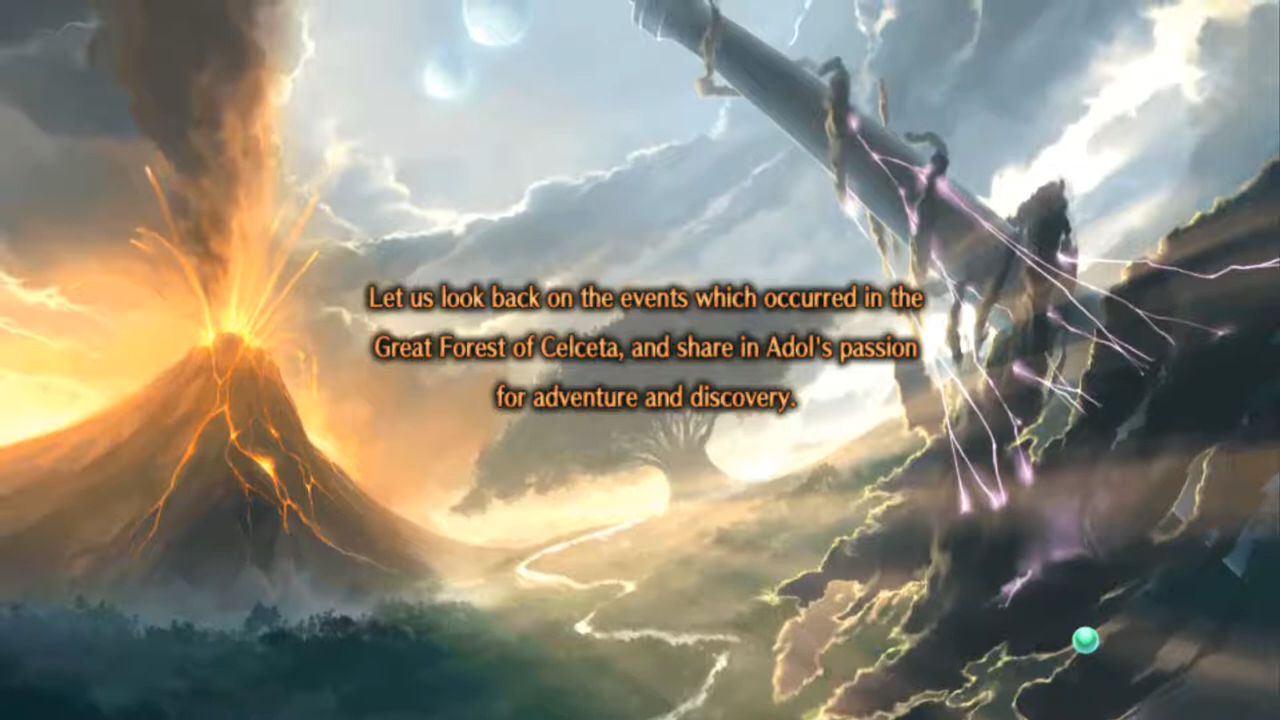 Let us look back on the events which occurred in the
Great Forest of Celceta, and share in Adol's passion
for adventure and discovery.